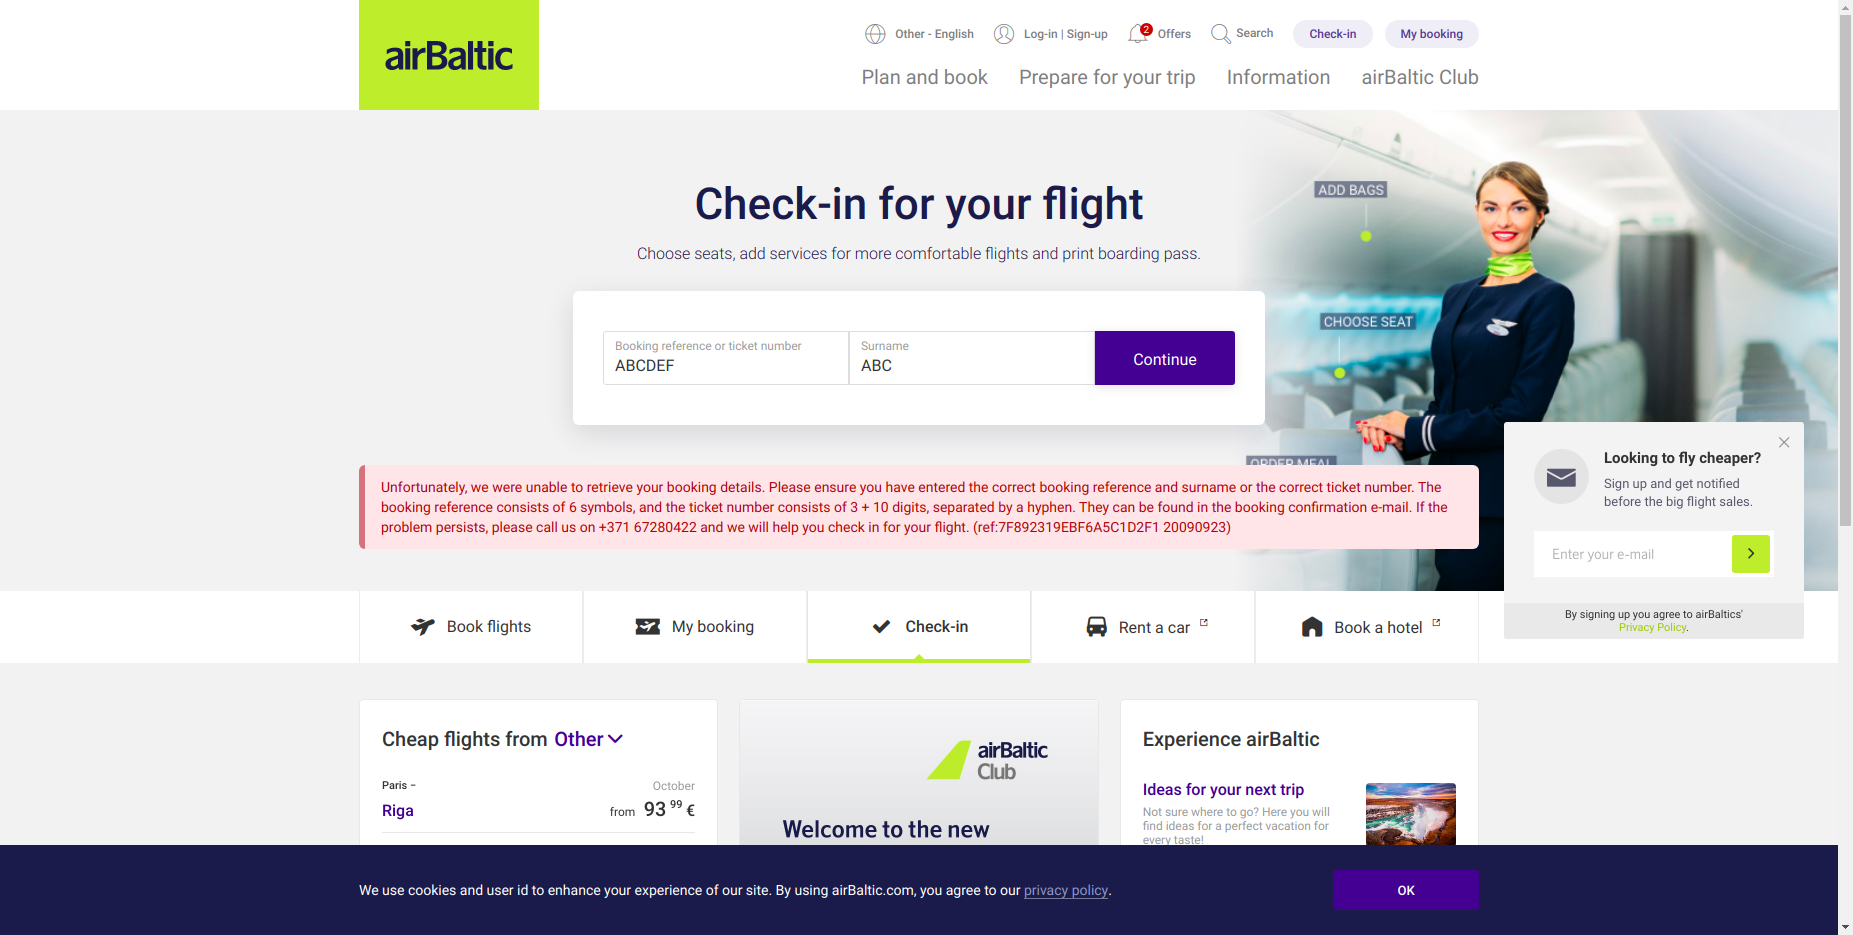 airBaltic
Other - English
Log-in | Sign-up
2
Offers
Search
Check-in
My booking
Plan and book
Prepare for your trip
Information
airBaltic Club
Check-in for your flight
Choose seats, add services for more comfortable flights and print boarding pass.
ADD BAGS
CHOOSE SEAT
ORDER MEAL
Booking reference or ticket number
ABCDEF
Surname
ABC
Continue
Unfortunately, we were unable to retrieve your booking details. Please ensure you have entered the correct booking reference and surname or the correct ticket number. The
booking reference consists of 6 symbols, and the ticket number consists of 3 + 10 digits, separated by a hyphen. They can be found in the booking confirmation e-mail. If the
problem persists, please call us on +371 67280422 and we will help you check in for your flight. (ref:7F892319EBF6A5C1D2F1 20090923)
Looking to fly cheaper?
Sign up and get notified
before the big flight sales.
Enter your e-mail
By signing up you agree to airBaltics'
Privacy Policy.
Book flights
My booking
Check-in
Rent a car
Book a hotel
Cheap flights from Other
Paris –
October
Riga
from 93 99 €
airBaltic
Club
Welcome to the new
Experience airBaltic
Ideas for your next trip
Not sure where to go? Here you will
find ideas for a perfect vacation for
every taste!
We use cookies and user id to enhance your experience of our site. By using airBaltic.com, you agree to our privacy policy.
OK